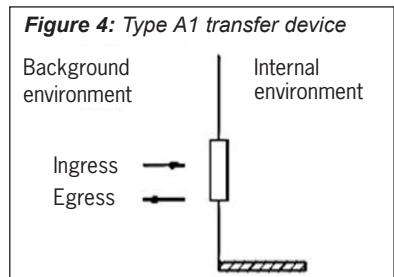 Figure 4: Type A1 transfer device
Background Internal
environment environment
Ingress
Egress